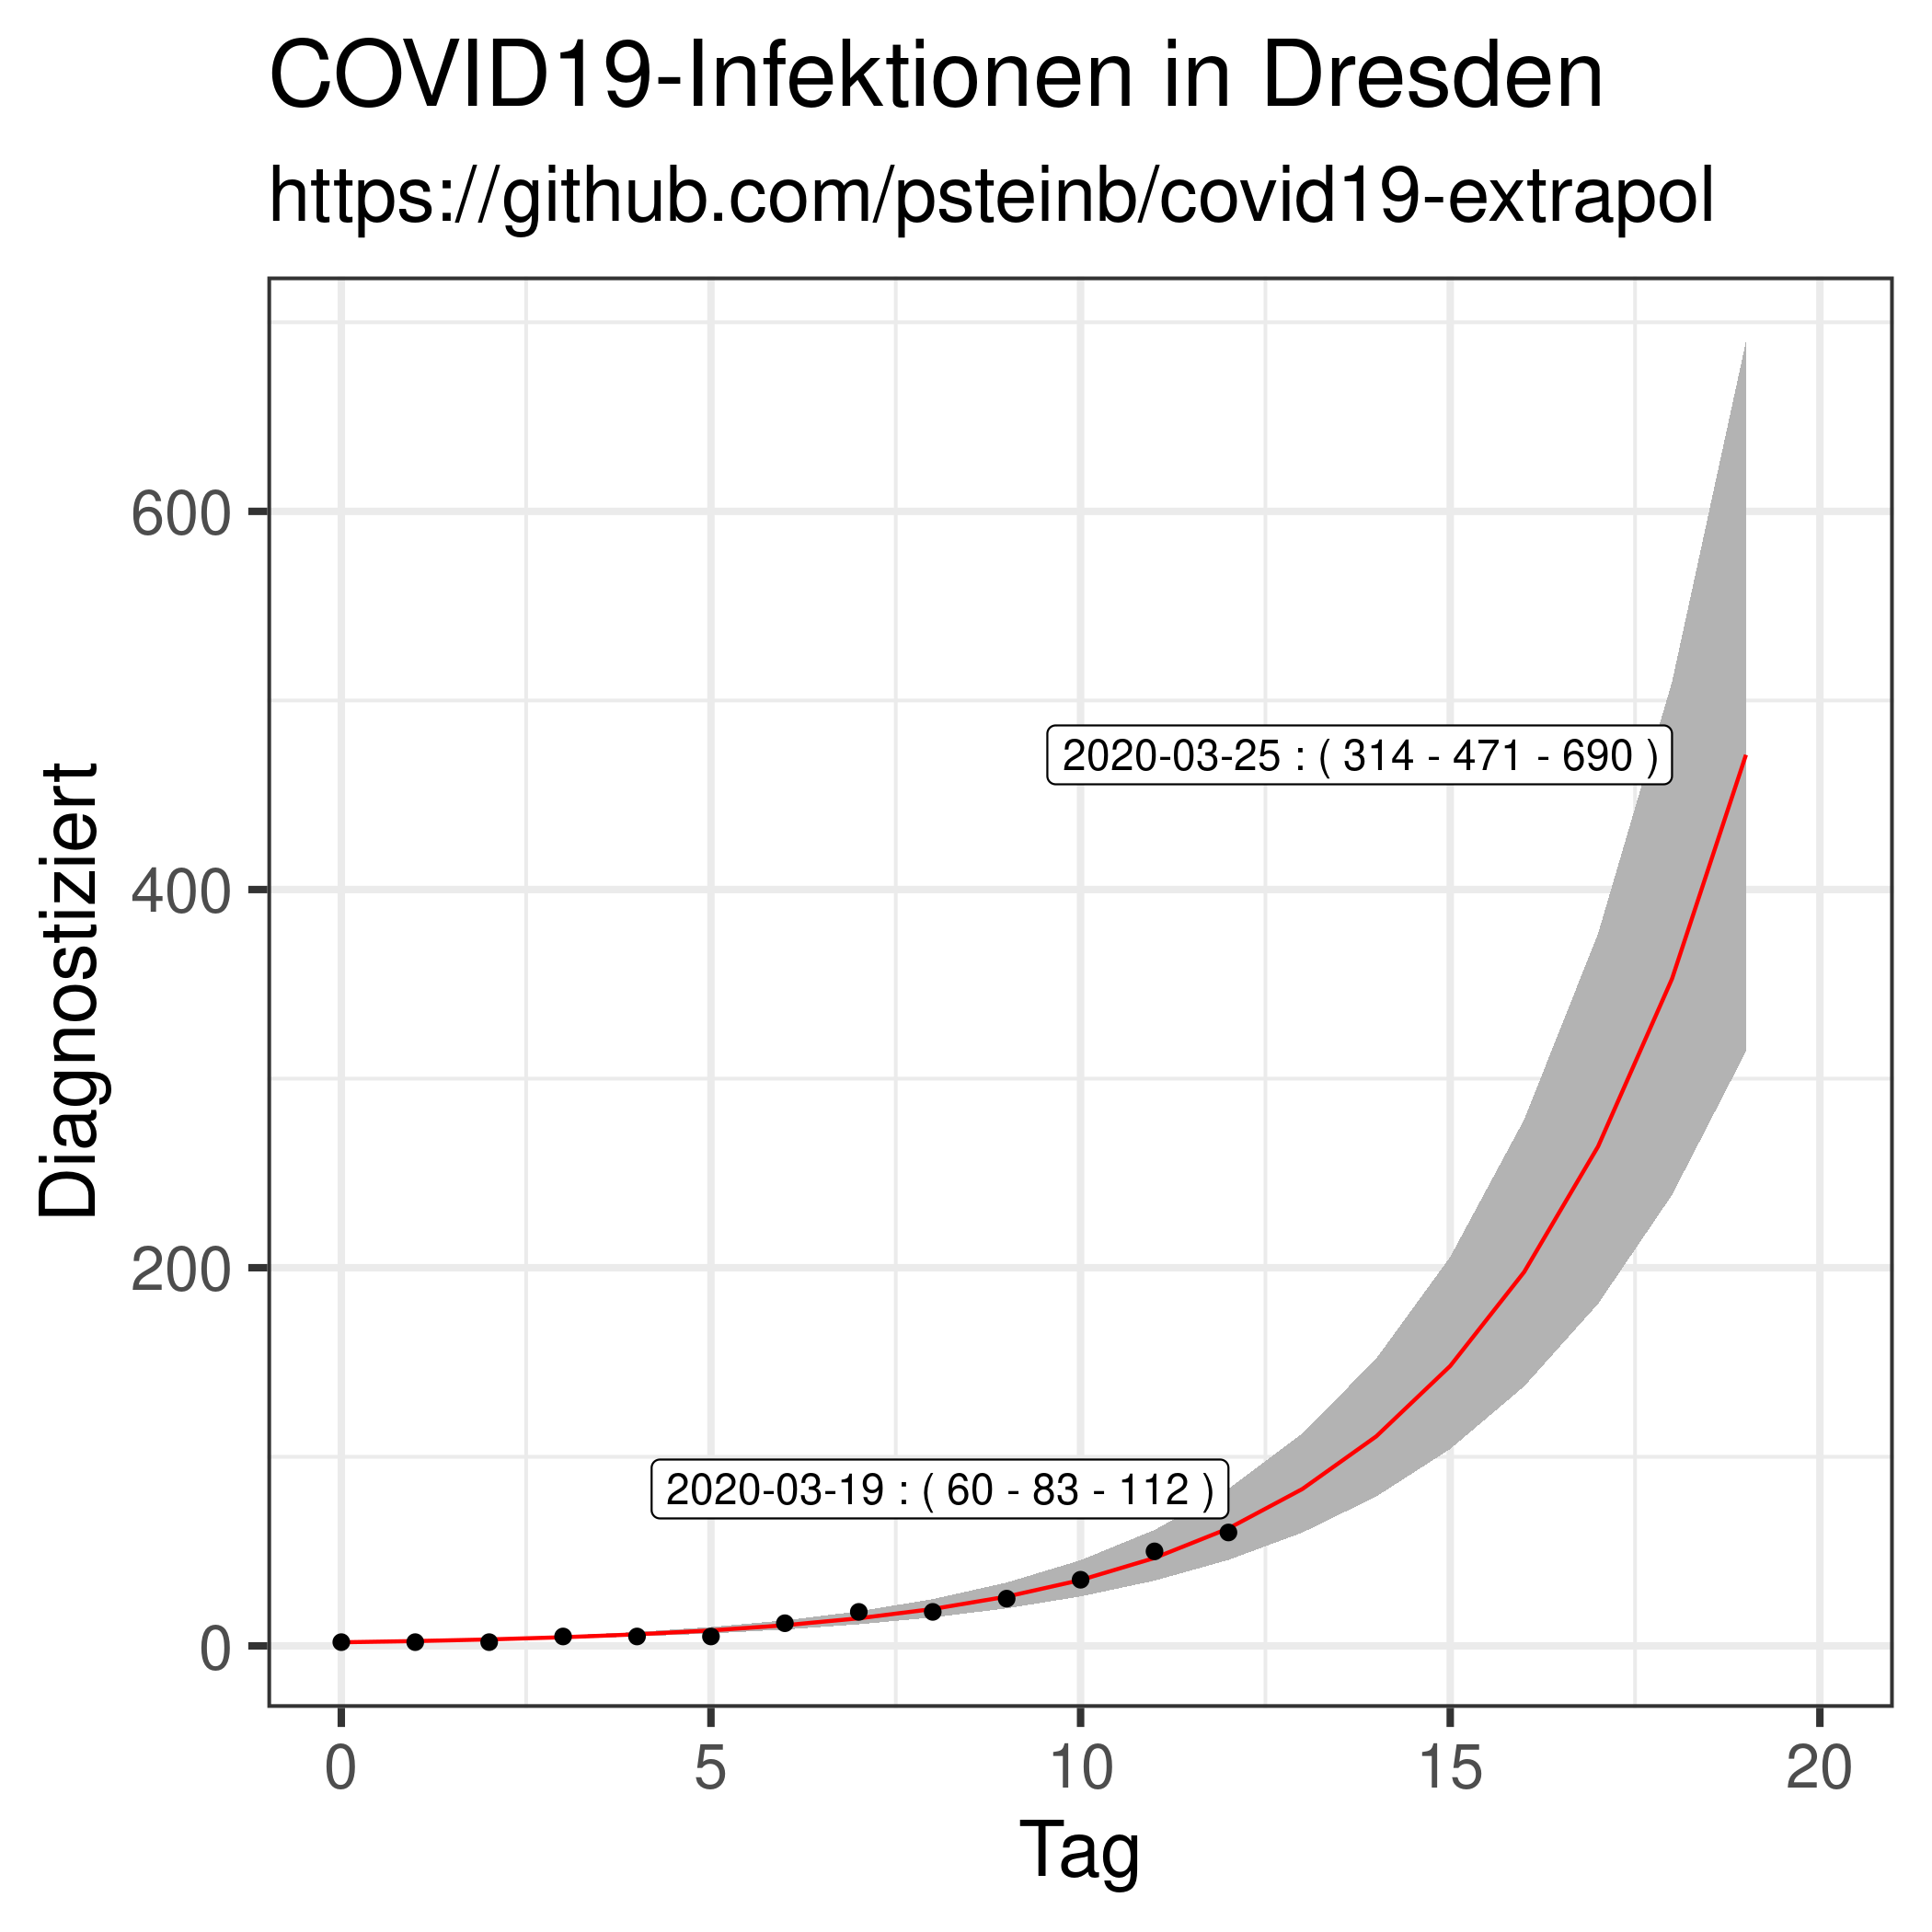 COVID19-Infektionen in Dresden
https://github.com/psteinb/covid19-extrapol
Diagnostiziert
600
400
200
0
2020-03-25 : ( 314 - 471 - 690 )
2020-03-19 : ( 60 - 83 - 112 )
0 5 10 15 20
Tag